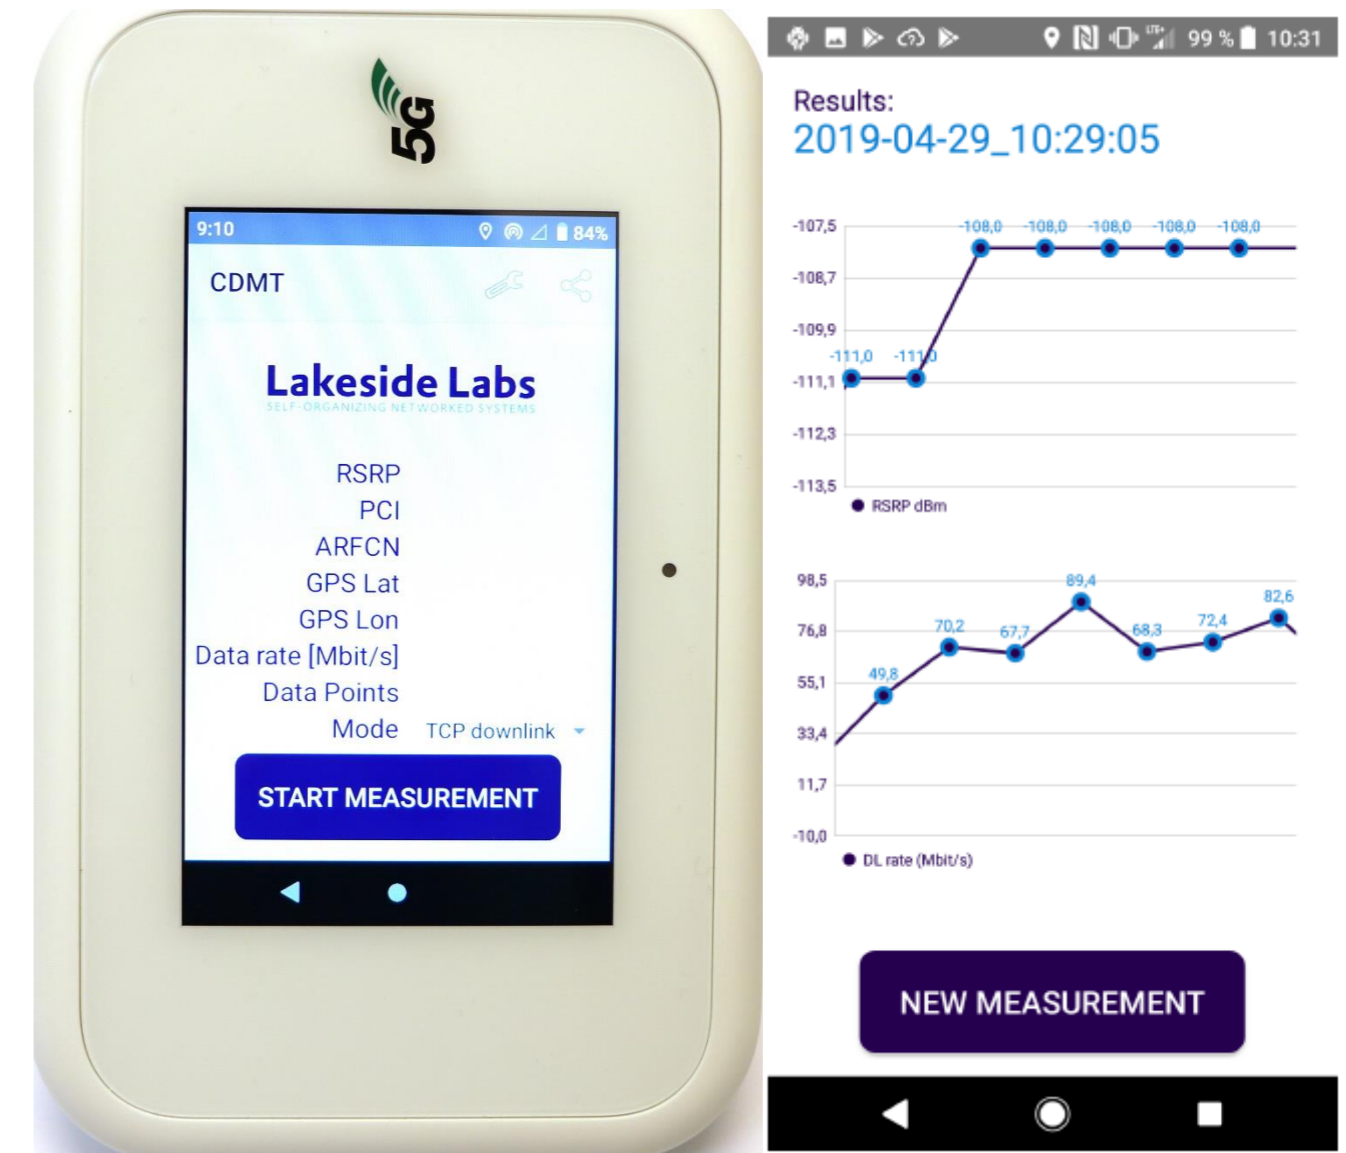 5G
9:10
84%
CDMT
Lakeside Labs
SELF-ORGANIZING NETWORKED SYSTEMS
RSRP
PCI
ARFCN
GPS Lat
GPS Lon
Data rate [Mbit/s]
Data Points
Mode TCP downlink
START MEASUREMENT
LTE+ 99 % 10:31
Results:
2019-04-29_10:29:05
-107,5
-108,7
-109,9
-111,1
-112,3
-113,5
-111,0 -111,0 -108,0 -108,0 -108,0 -108,0 -108,0
RSRP dBm
98,5
76,8
55,1
33,4
11,7
-10,0
49,8 70,2 67,7 89,4 68,3 72,4 82,6
DL rate (Mbit/s)
NEW MEASUREMENT